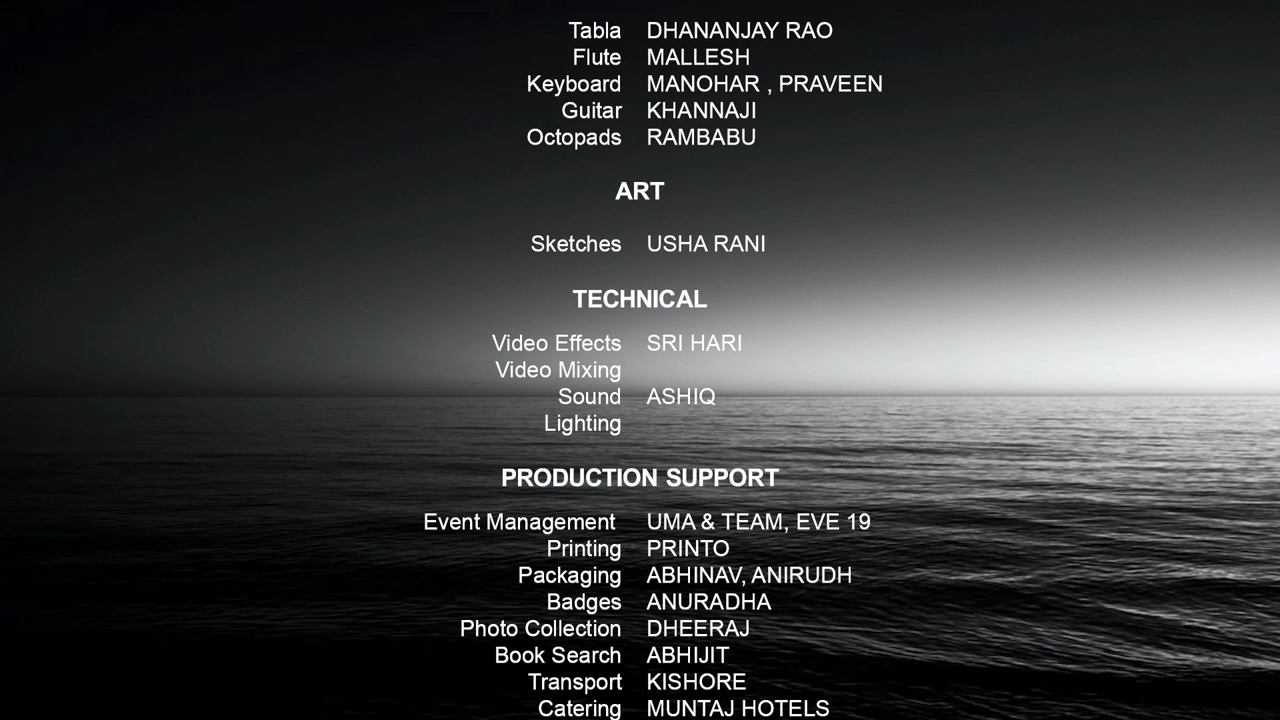 Tabla DHANANJAY RAO
Flute MALLESH
Keyboard MANOHAR , PRAVEEN
Guitar KHANNAJI
Octopads RAMBABU
ART
Sketches USHA RANI
TECHNICAL
Video Effects SRI HARI
Video Mixing
Sound ASHIQ
Lighting
PRODUCTION SUPPORT
Event Management UMA & TEAM, EVE 19
Printing PRINTO
Packaging ABHINAV, ANIRUDH
Badges ANURADHA
Photo Collection DHEERAJ
Book Search ABHIJIT
Transport KISHORE
Catering MUNTAJ HOTELS